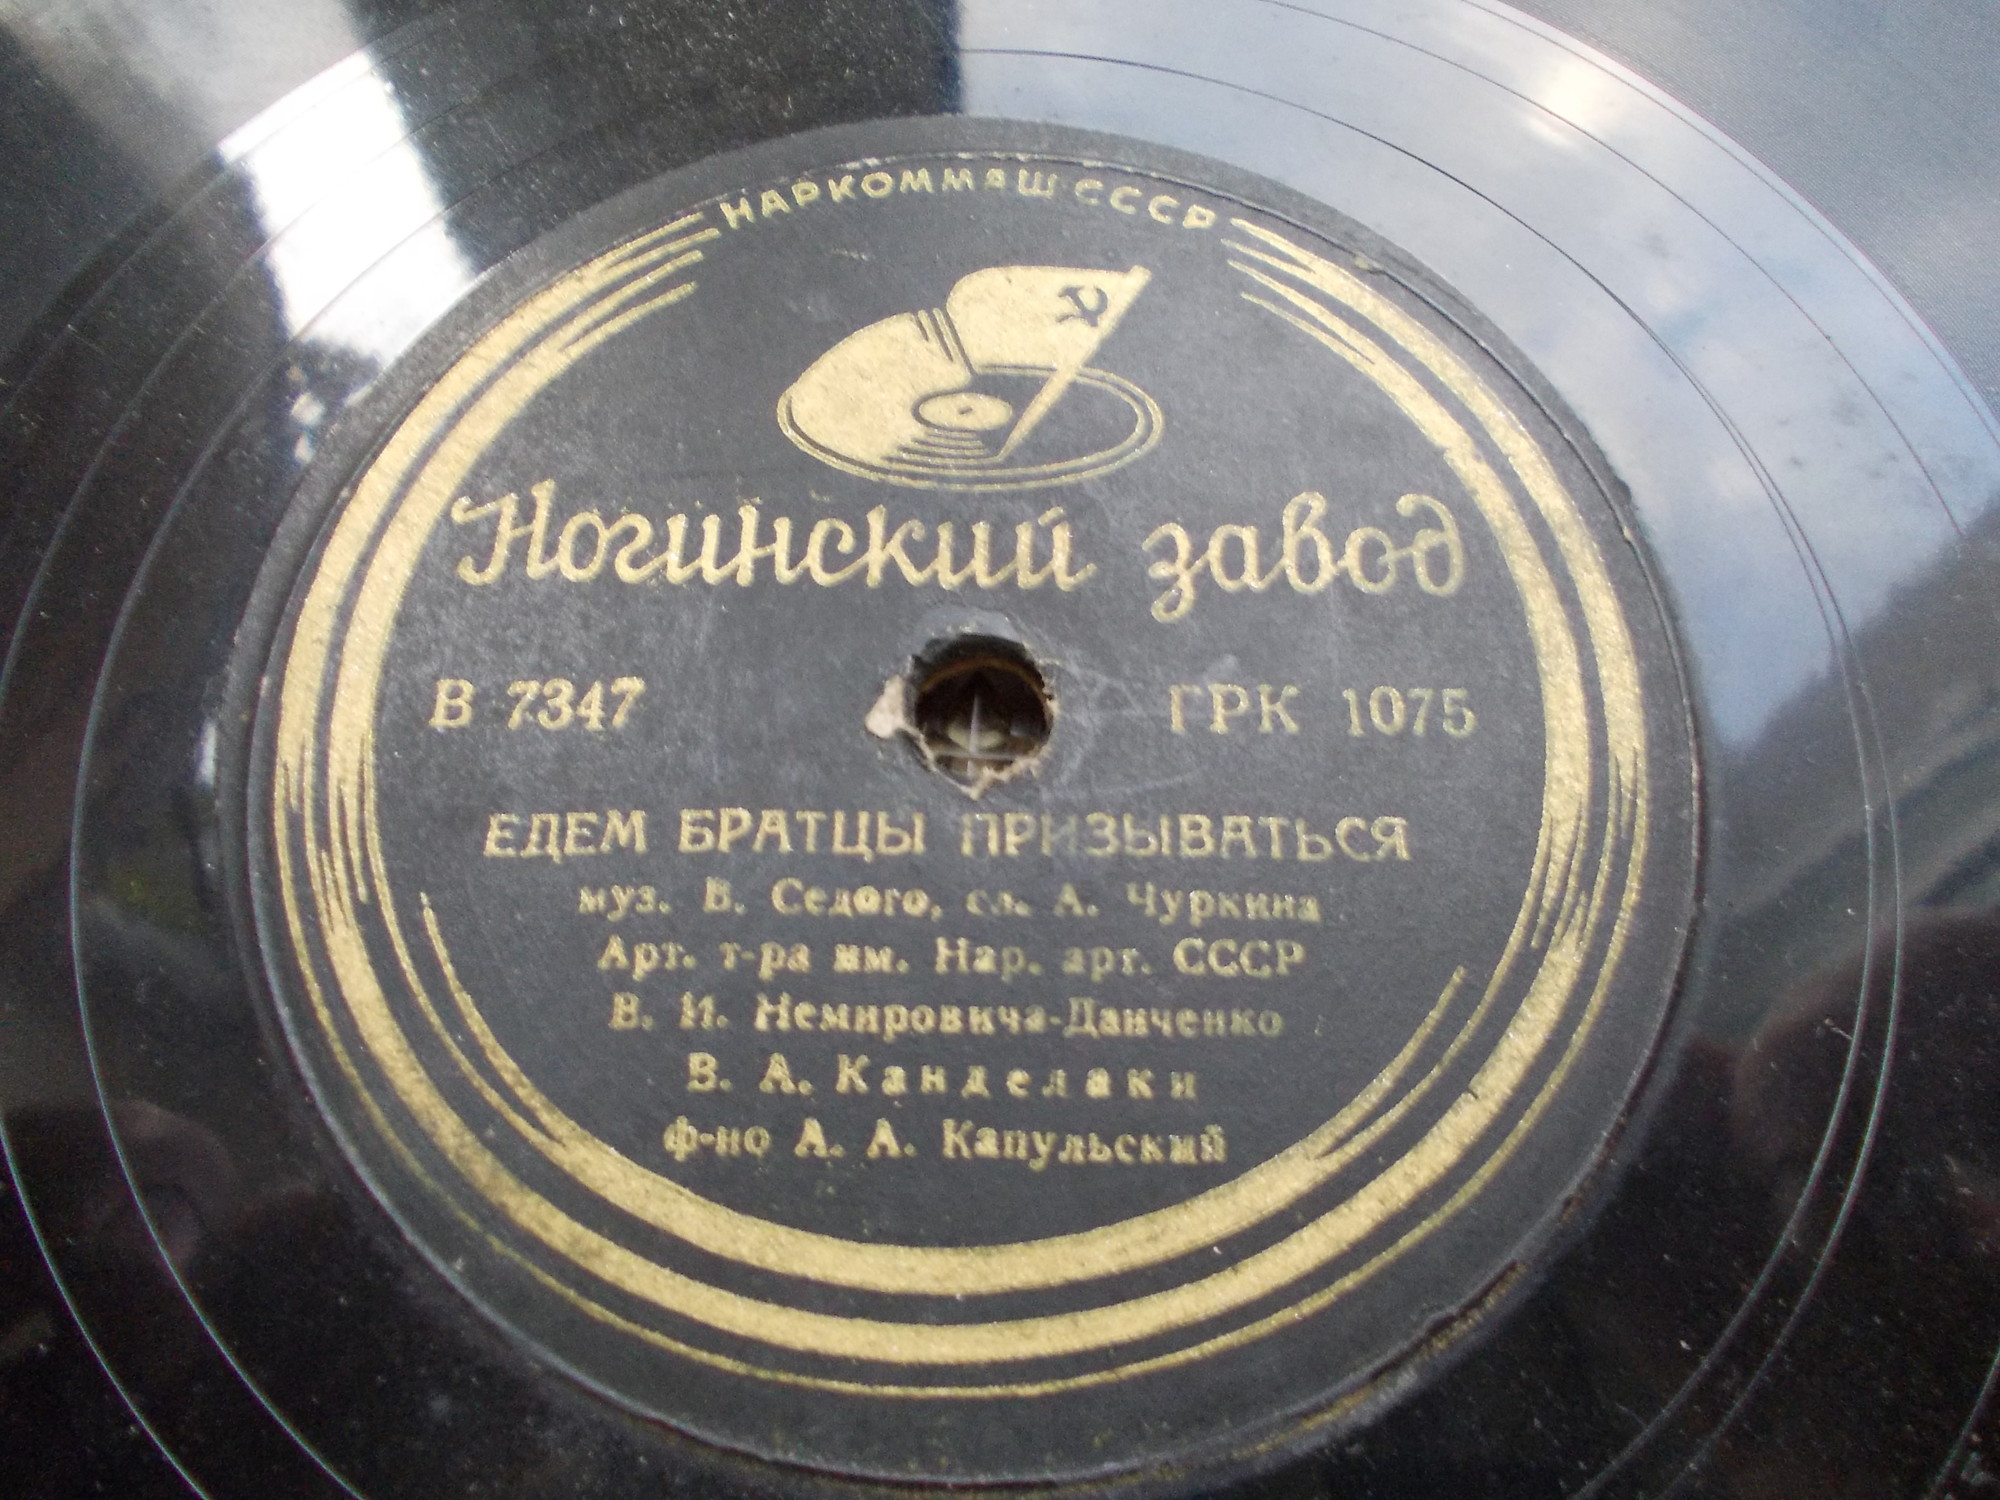 НАРКОММАШ СССР
Ногинский завод
В 7347 ГРК 1075
ЕДЕМ БРАТЦЫ ПРИЗЫВАТЬСЯ
муз. В. Седого, сл. А. Чуркина
Арт. т-ра им. Нар. арт. СССР
В. И. Немировича-Данченко
В. А. Канделаки
ф-но А. А. Капульский